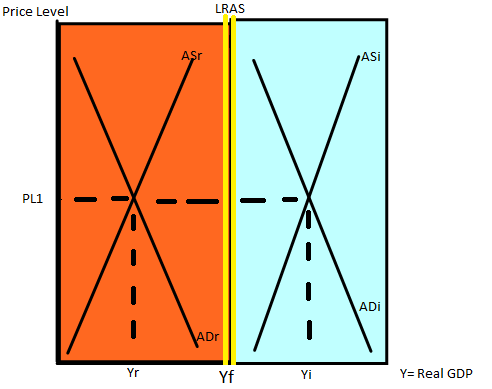 Price Level
LRAS
ASr
ASi
PL1
ADr
ADi
Yr
Yf
Yi
Y= Real GDP